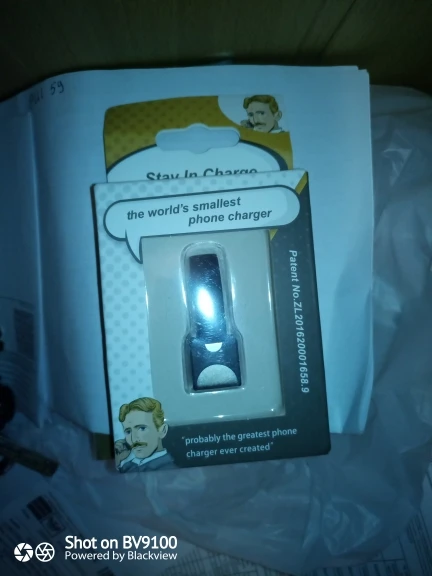 Stay In Charge
the world's smallest
phone charger
Patent No.ZL201620001658.9
"probably the greatest phone
charger ever created"
Shot on BV9100
Powered by Blackview